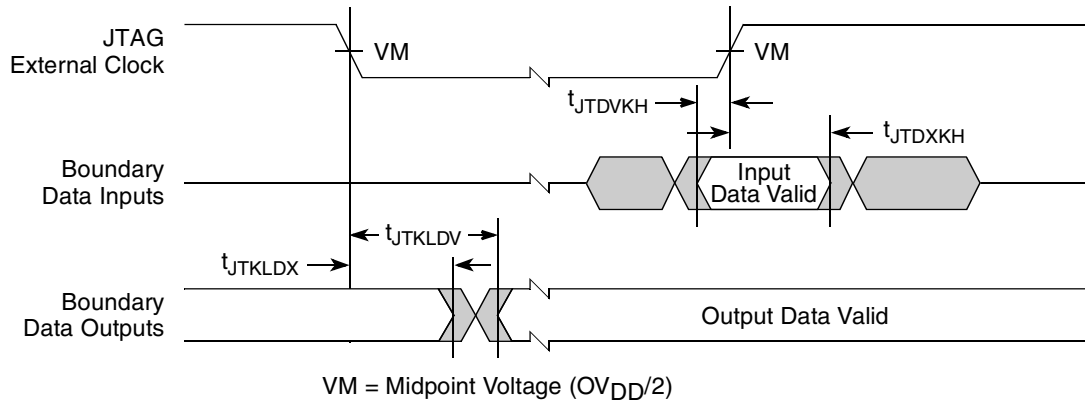 JTAG
External Clock
VM
VM
tJTDVKH
tJTDXKH
Boundary
Data Inputs
Input
Data Valid
tJTKLDV
tJTKLDX
Boundary
Data Outputs
Output Data Valid
VM = Midpoint Voltage (OVDD/2)